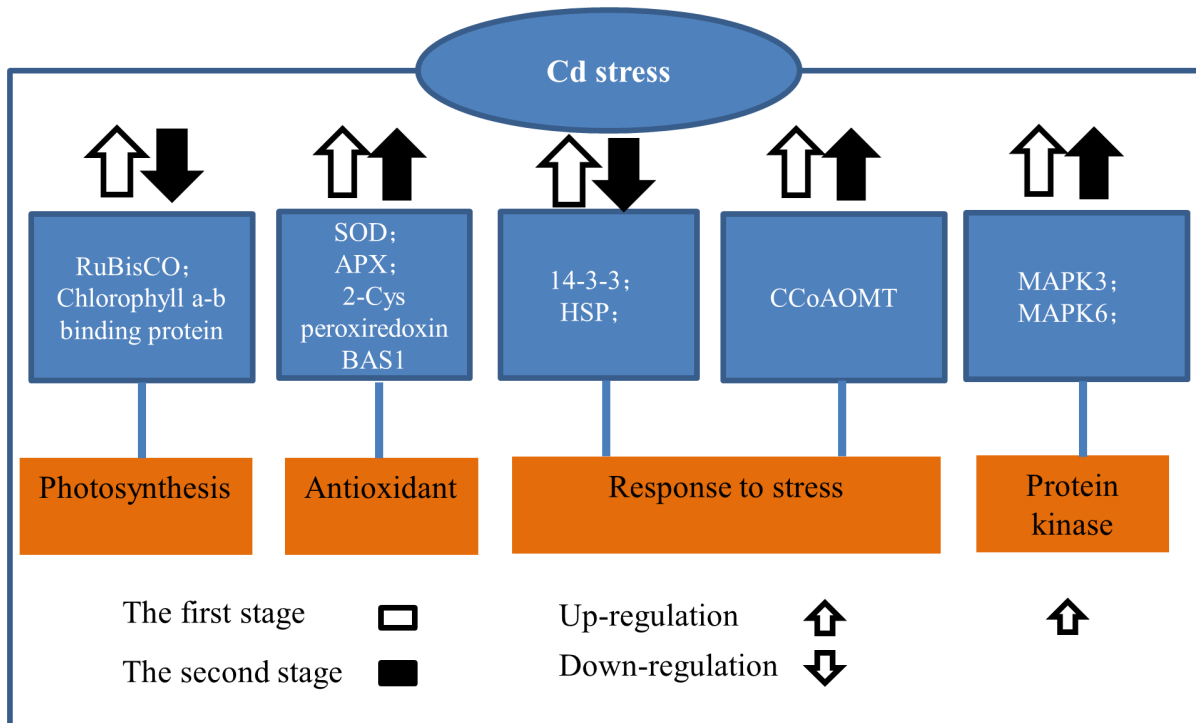 Cd stress
RuBisCO；
Chlorophyll a-b
binding protein
SOD；
APX；
2-Cys
peroxiredoxin
BAS1
14-3-3；
HSP；
CCoAOMT
MAPK3；
MAPK6；
Photosynthesis
Antioxidant
Response to stress
Protein
kinase
The first stage
Up-regulation
The second stage
Down-regulation